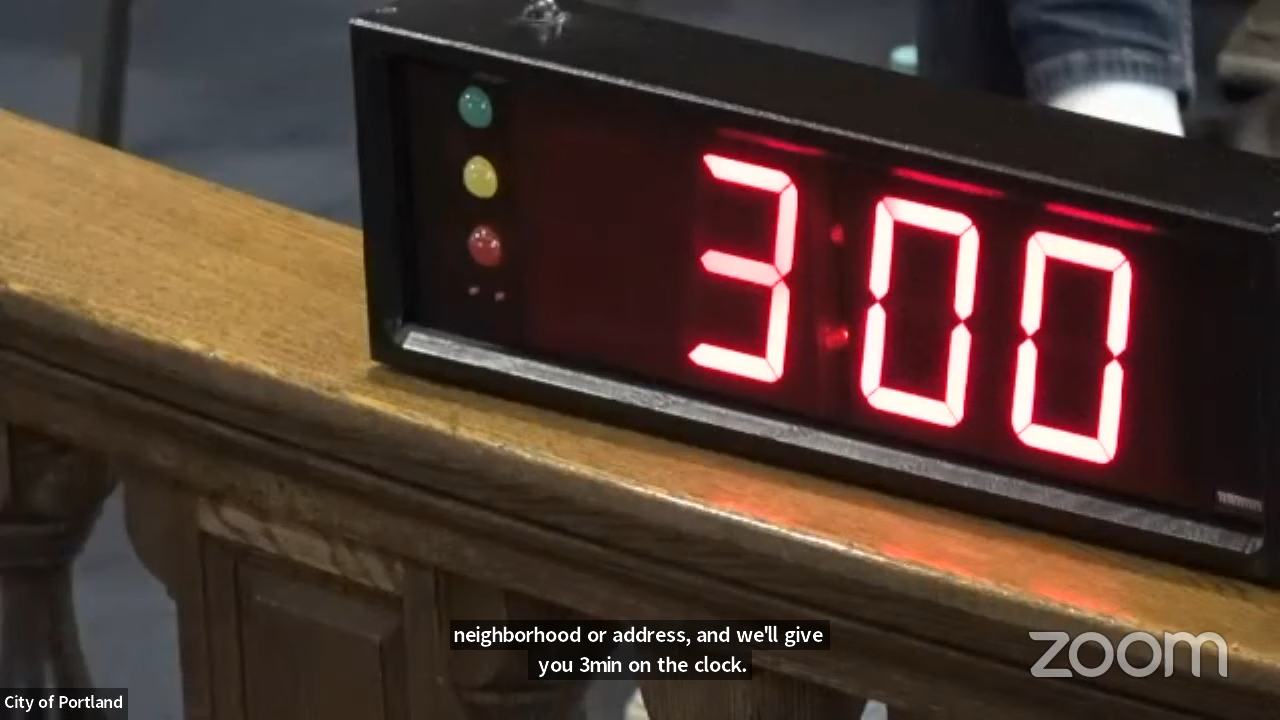 3:00
neighborhood or address, and we'll give
you 3min on the clock.
zoom
City of Portland